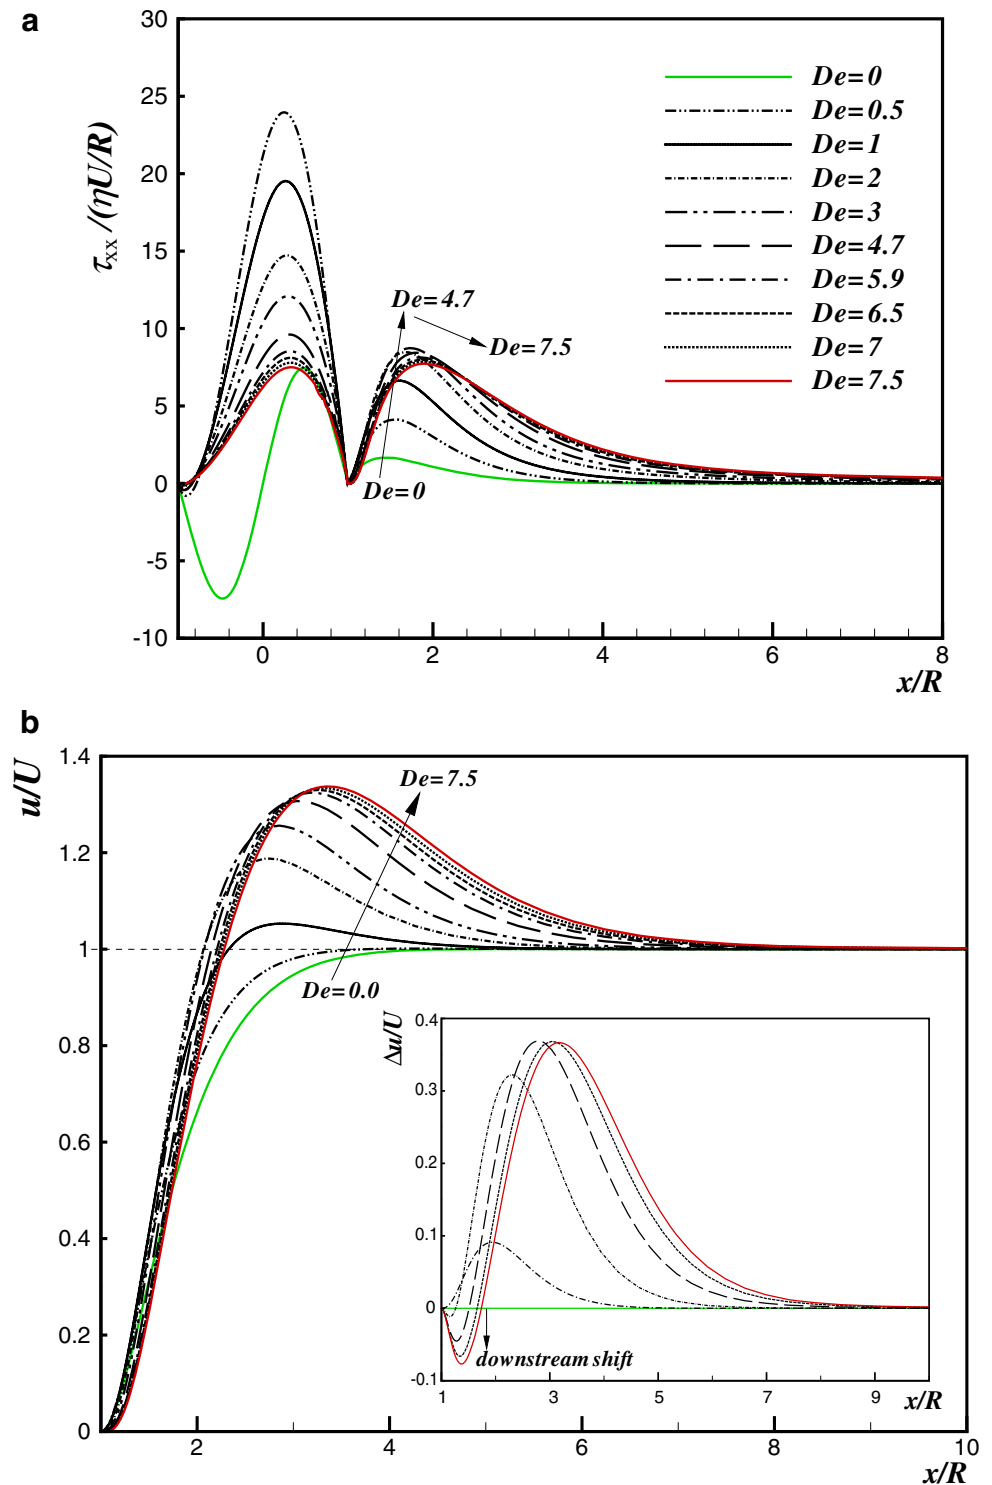 a
30
25
20
15
10
5
0
-5
-10
τxx /(ηU/R)
De=0
De=0.5
De=1
De=2
De=3
De=4.7
De=5.9
De=6.5
De=7
De=7.5
De=4.7
De=7.5
De=0
0 2 4 6 8
x/R
b
1.4
1.2
1
0.8
0.6
0.4
0.2
0
u/U
De=7.5
De=0.0
0.4
0.3
0.2
0.1
0
-0.1
Δu/U
downstream shift
1 3 5 7 9
x/R
2 4 6 8 10
x/R